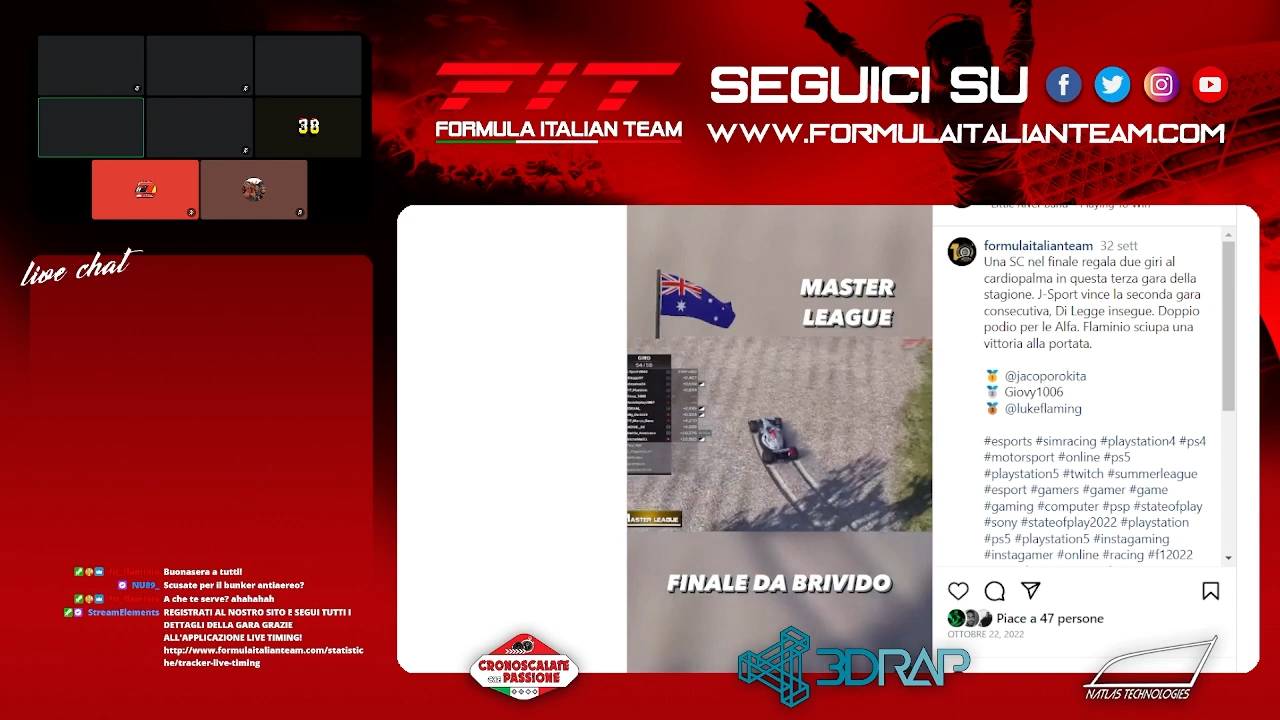 38
FIT
FORMULA ITALIAN TEAM
SEGUICI SU
WWW.FORMULAITALIANTEAM.COM
live chat
Buonasera a tutti!
NU89_ Scusate per il bunker antiaereo?
A che te serve? ahahahah
StreamElements REGISTRATI AL NOSTRO SITO E SEGUI TUTTI I
DETTAGLI DELLA GARA GRAZIE
ALL'APPLICAZIONE LIVE TIMING!
http://www.formulaitalianteam.com/statistic
he/tracker-live-timing
MASTER
LEAGUE
GIRO
54/58
MASTER LEAGUE
FINALE DA BRIVIDO
formulaitalianteam 32 sett
Una SC nel finale regala due giri al
cardiopalma in questa terza gara della
stagione. J-Sport vince la seconda gara
consecutiva, Di Legge insegue. Doppio
podio per le Alfa. Flaminio sciupa una
vittoria alla portata.
@jacoporokita
Giovy1006
@lukeflaming
#esports #simracing #playstation4 #ps4
#motorsport #online #ps5
#playstation5 #twitch #summerleague
#esport #gamers #gamer #game
#gaming #computer #psp #stateofplay
#sony #stateofplay2022 #playstation
#ps5 #playstation5 #instagaming
#instagamer #online #racing #f12022
Piace a 47 persone
OTTOBRE 22, 2022
CRONOSCALATE
CHE PASSIONE
3DRAP
NATLAS TECHNOLOGIES